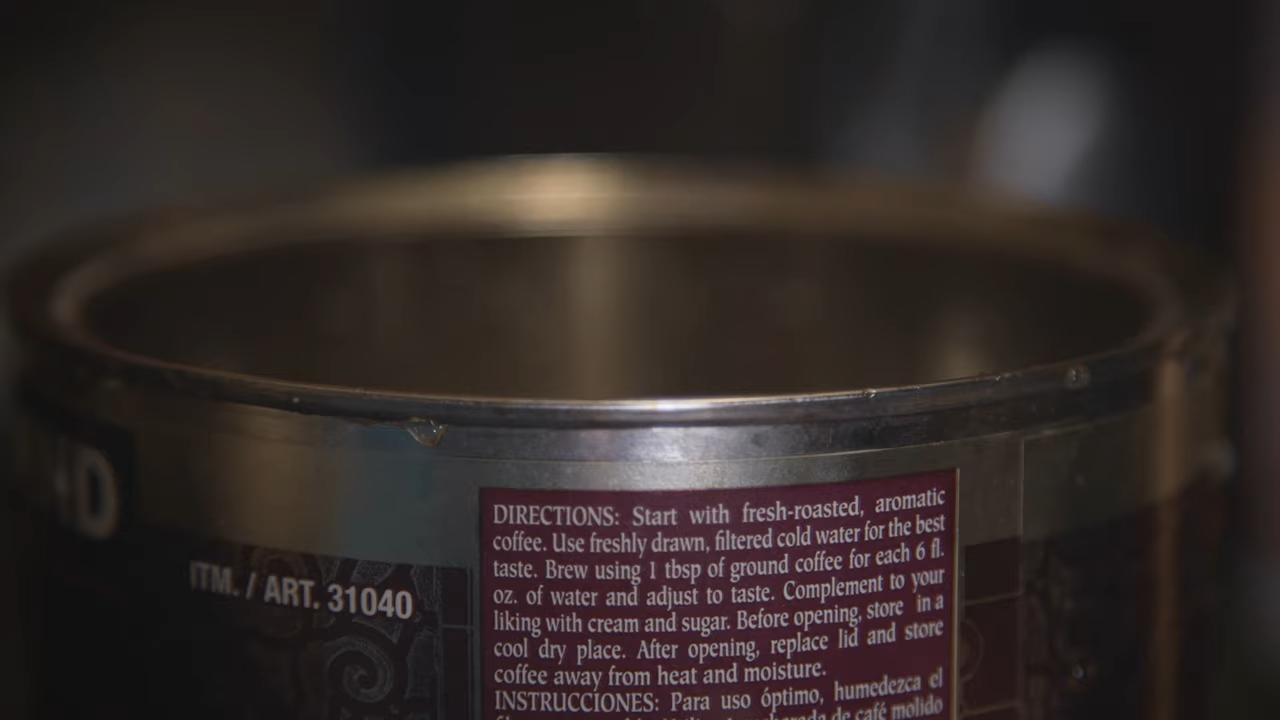 ITM. / ART. 31040
DIRECTIONS: Start with fresh-roasted, aromatic
coffee. Use freshly drawn, filtered cold water for the best
taste. Brew using 1 tbsp of ground coffee for each 6 fl.
oz. of water and adjust to taste. Complement to your
liking with cream and sugar. Before opening, store in a
cool dry place. After opening, replace lid and store
coffee away from heat and moisture.
INSTRUCCIONES: Para uso óptimo, humedezca el
de café molido